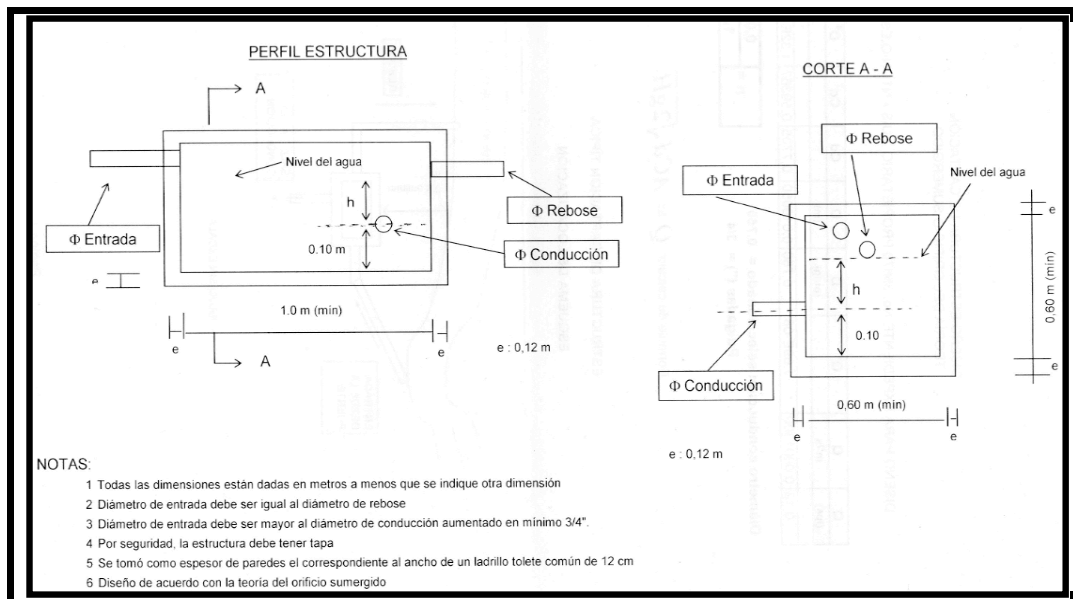 PERFIL ESTRUCTURA
A
Nivel del agua
h
Φ Rebose
Φ Entrada
Φ Conducción
0.10 m
e
1.0 m (min)
e
e
e : 0,12 m
A
CORTE A - A
Φ Rebose
Φ Entrada
Nivel del agua
e
h
0,60 m (min)
0.10
e
Φ Conducción
0,60 m (min)
e
e
e : 0,12 m
NOTAS:
1 Todas las dimensiones están dadas en metros a menos que se indique otra dimensión
2 Diámetro de entrada debe ser igual al diámetro de rebose
3 Diámetro de entrada debe ser mayor al diámetro de conducción aumentado en mínimo 3/4".
4 Por seguridad, la estructura debe tener tapa
5 Se tomó como espesor de paredes el correspondiente al ancho de un ladrillo tolete común de 12 cm
6 Diseño de acuerdo con la teoría del orificio sumergido